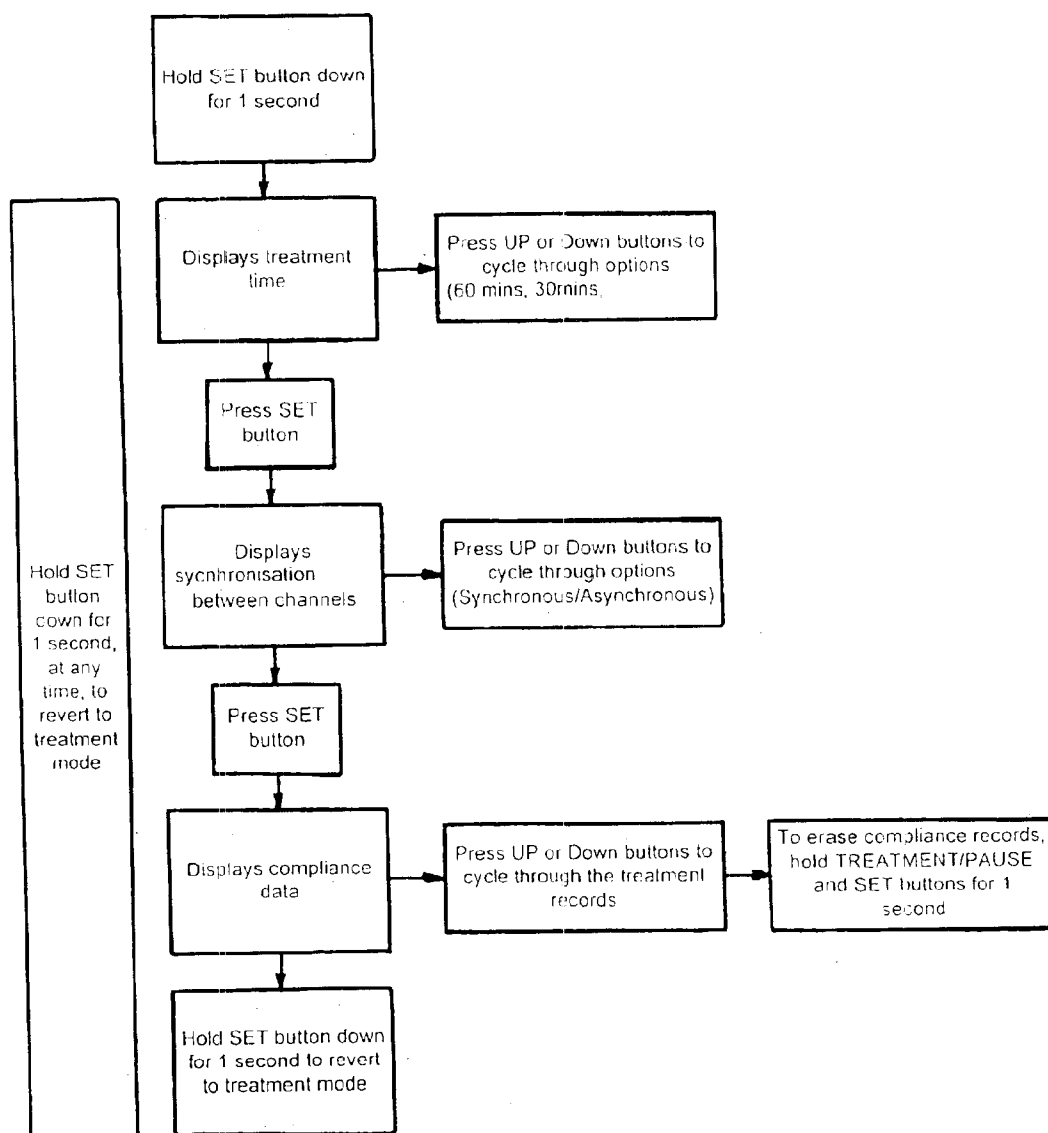 Hold SET button down
for 1 second
Displays treatment
time
Press UP or Down buttons to
cycle through options
(60 mins, 30mins,
Press SET
button
Displays
sycnhronisation
between channels
Press UP or Down buttons to
cycle through options
(Synchronous/Asynchronous)
Hold SET
button
down for
1 second,
at any
time, to
revert to
treatment
mode
Press SET
button
Displays compliance
data
Press UP or Down buttons to
cycle through the treatment
records
To erase compliance records,
hold TREATMENT/PAUSE
and SET buttons for 1
second
Hold SET button down
for 1 second to revert
to treatment mode